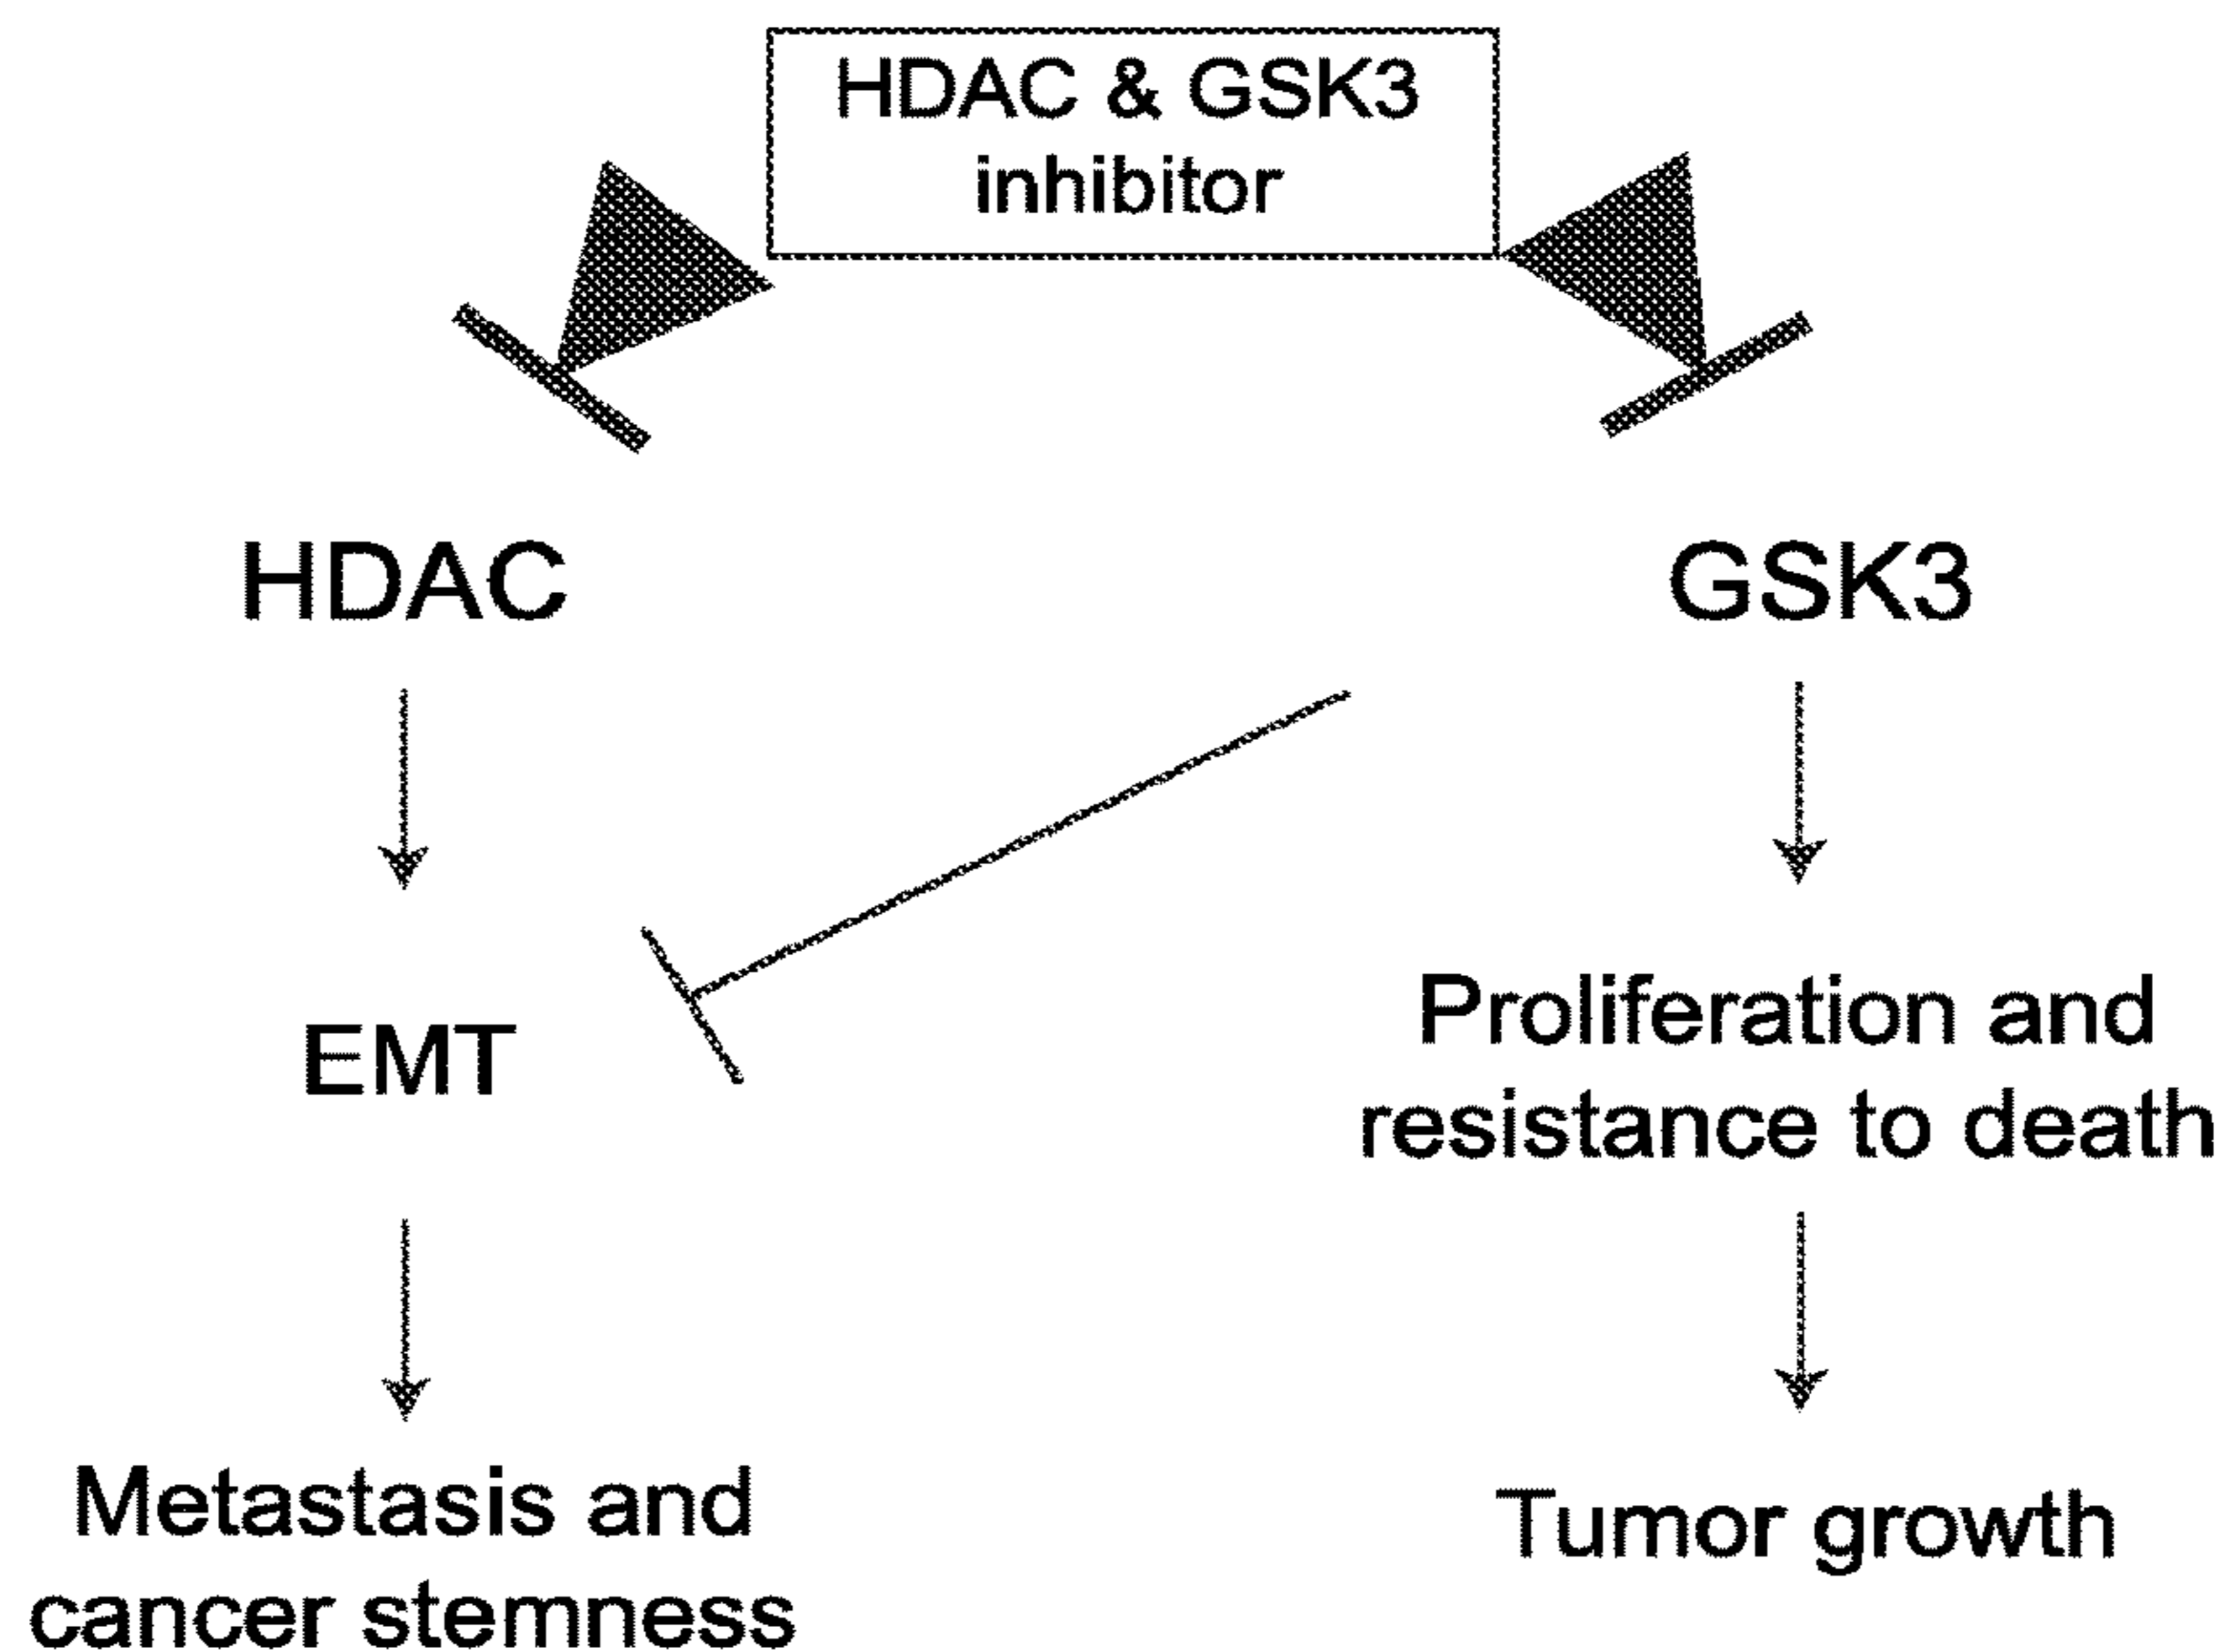 HDAC & GSK3
inhibitor
HDAC
GSK3
EMT
Proliferation and
resistance to death
Metastasis and
cancer stemness
Tumor growth